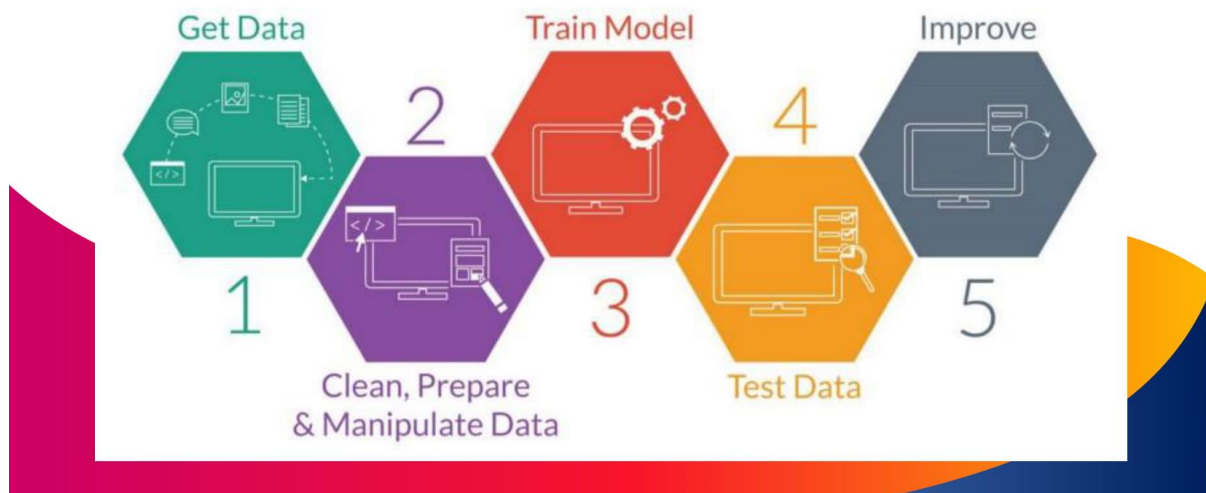 Get Data
1
2
Clean, Prepare
& Manipulate Data
Train Model
3
4
Test Data
Improve
5
</>
</>